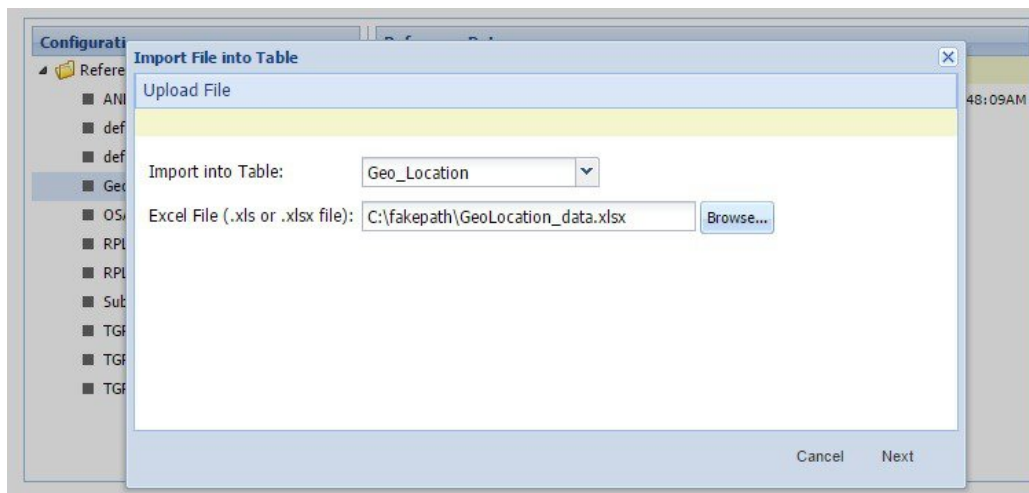 Configurati
Import File into Table
Refere
Upload File
ANI
48:09AM
def
def
Import into Table: Geo_Location
Geo
Excel File (.xls or .xlsx file): C:\fakepath\GeoLocation_data.xlsx Browse...
OSA
RPL
RPL
Sub
TGF
TGF
TGF
Cancel Next